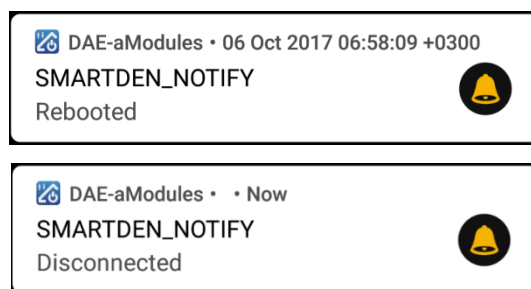 DAE-aModules • 06 Oct 2017 06:58:09 +0300
SMARTDEN_NOTIFY
Rebooted
DAE-aModules • • Now
SMARTDEN_NOTIFY
Disconnected